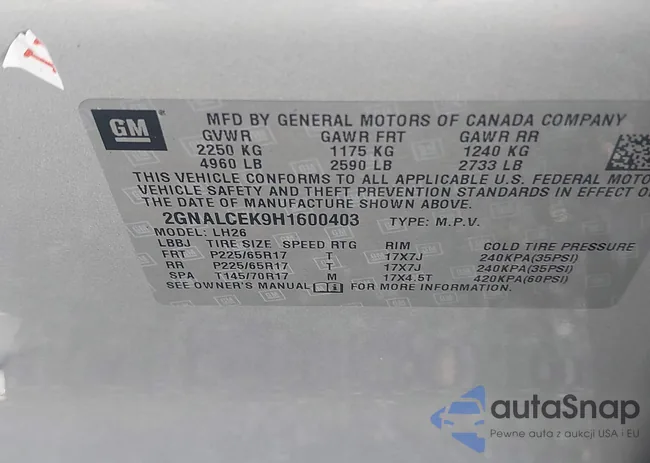 GM
MFD BY GENERAL MOTORS OF CANADA COMPANY
GVWR GAWR FRT GAWR RR
2250 KG 1175 KG 1240 KG
4960 LB 2590 LB 2733 LB
THIS VEHICLE CONFORMS TO ALL APPLICABLE U.S. FEDERAL MOTOR
VEHICLE SAFETY AND THEFT PREVENTION STANDARDS IN EFFECT O
THE DATE OF MANUFACTURE SHOWN ABOVE.
2GNALCEK9H1600403 TYPE: M.P.V.
MODEL: LH26
LBBJ TIRE SIZE SPEED RTG RIM COLD TIRE PRESSURE
FRT P225/65R17 T 17X7J 240KPA(35PSI)
RR P225/65R17 T 17X7J 240KPA(35PSI)
SPA T145/70R17 M 17X4.5T 420KPA(60PSI)
SEE OWNER'S MANUAL FOR MORE INFORMATION.
autaSnap
Pewne auta z aukcji USA i EU